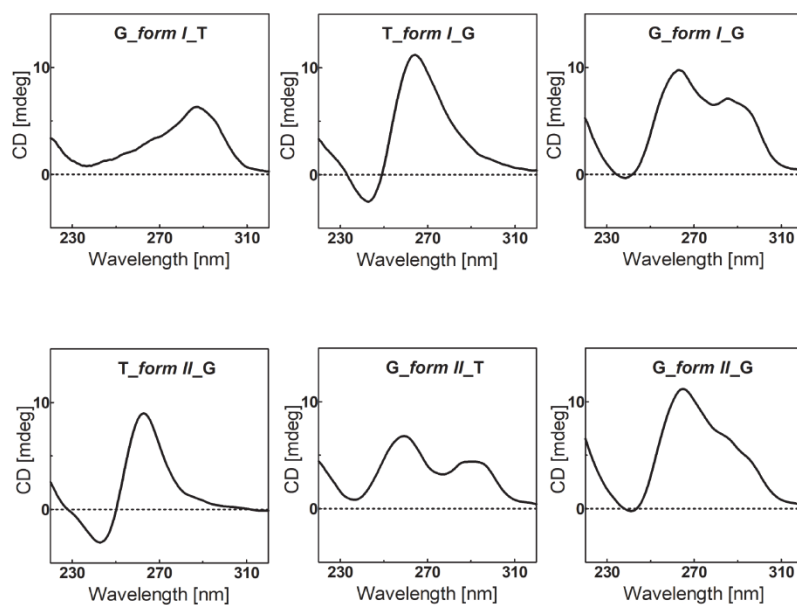 G_form I_T
T_form I_G
G_form I_G
CD [mdeg]
10
0
230
270
310
Wavelength [nm]
CD [mdeg]
10
0
230
270
310
Wavelength [nm]
CD [mdeg]
10
0
230
270
310
Wavelength [nm]
T_form II_G
G_form II_T
G_form II_G
CD [mdeg]
10
0
230
270
310
Wavelength [nm]
CD [mdeg]
10
0
230
270
310
Wavelength [nm]
CD [mdeg]
10
0
230
270
310
Wavelength [nm]